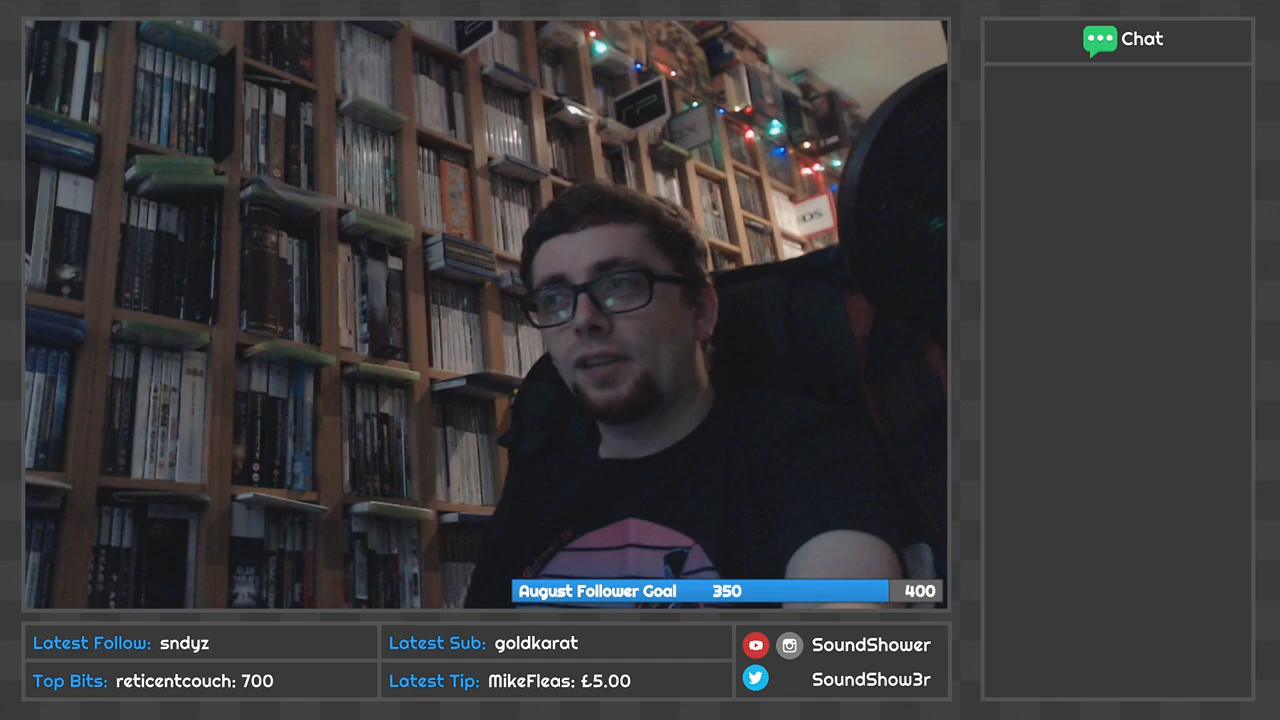 Chat
DS
August Follower Goal 350 400
Latest Follow: sndyz
Latest Sub: goldkarat
SoundShower
Top Bits: reticentcouch: 700
Latest Tip: MikeFleas: £5.00
SoundShow3r